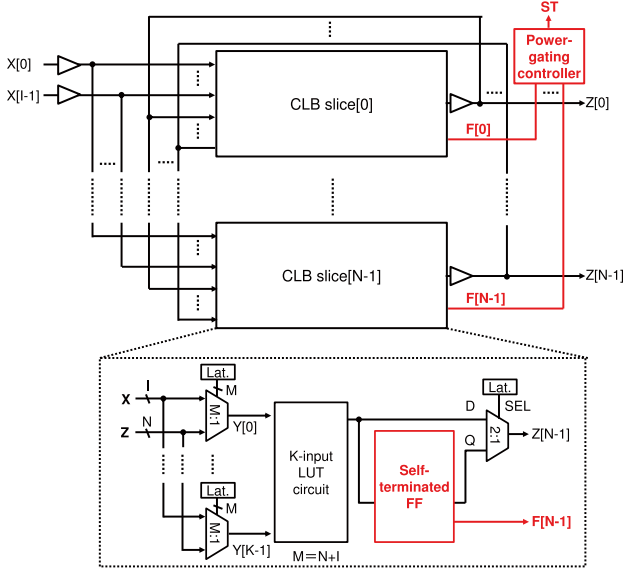 ST
Power-
gating
controller
X[0]
X[I-1]
CLB slice[0]
Z[0]
F[0]
CLB slice[N-1]
Z[N-1]
F[N-1]
Lat.
I
M
X
M:1
N
Z
Y[0]
Lat.
M
M:1
Y[K-1]
K-input
LUT
circuit
M=N+I
Self-
terminated
FF
Lat.
D
SEL
Q
2:1
Z[N-1]
F[N-1]